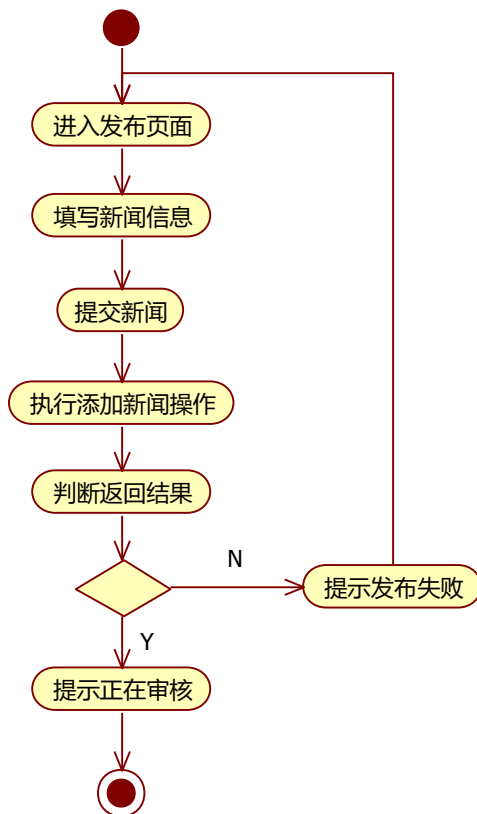 进入发布页面
填写新闻信息
提交新闻
执行添加新闻操作
判断返回结果
N
提示发布失败
Y
提示正在审核